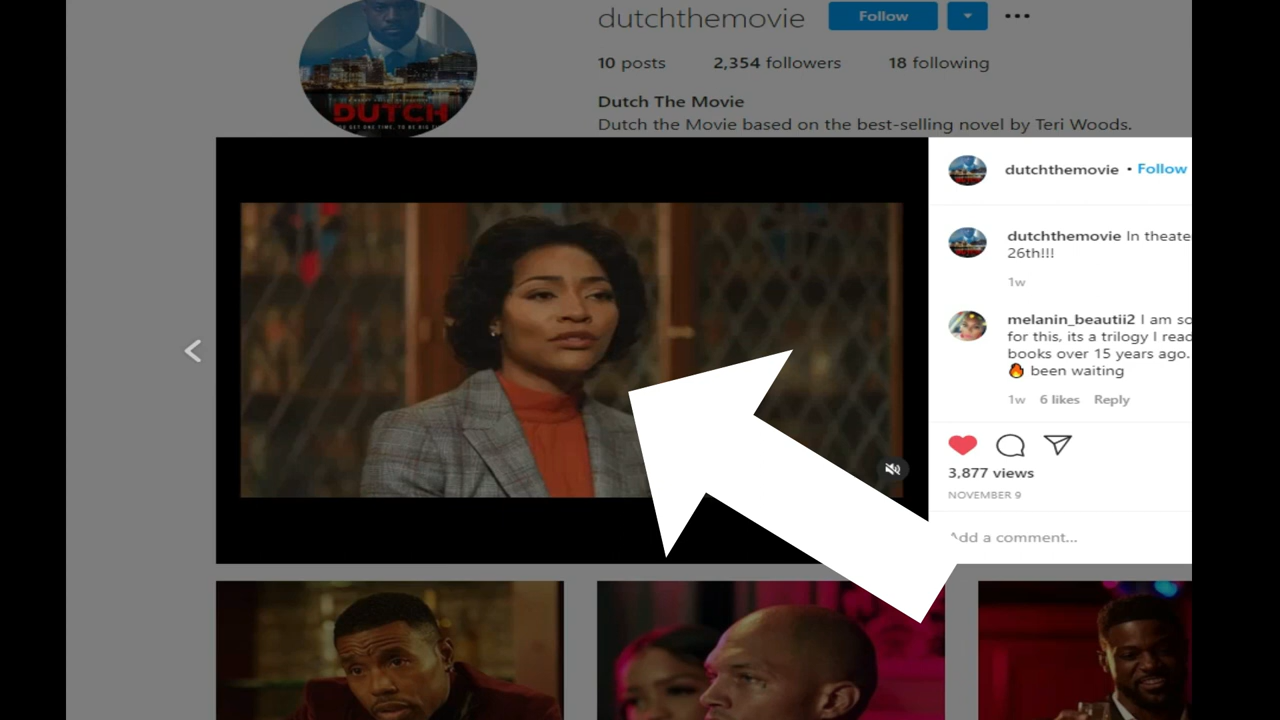 dutchthemovie Follow
10 posts 2,354 followers 18 following
Dutch The Movie
Dutch the Movie based on the best-selling novel by Teri Woods.
DUTCH
dutchthemovie • Follow
dutchthemovie In theate
26th!!!
1w
melanin_beautii2 I am so
for this, its a trilogy I read
books over 15 years ago.
🔥 been waiting
1w 6 likes Reply
3,877 views
NOVEMBER 9
Add a comment...